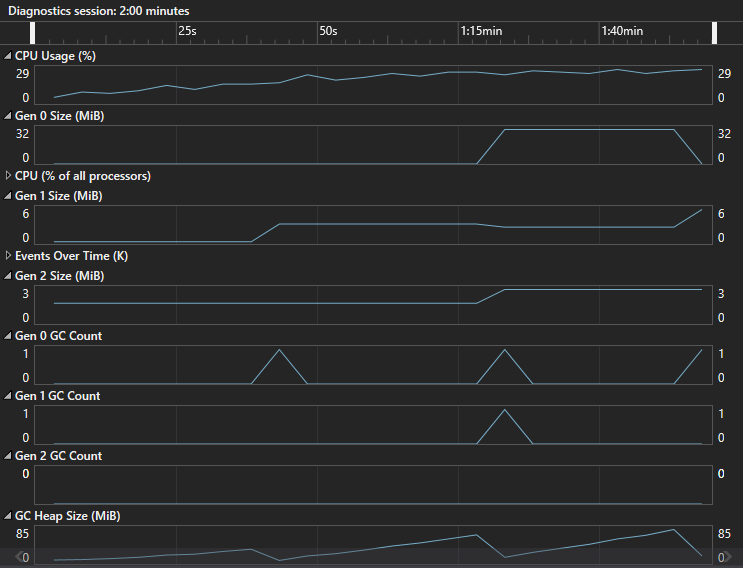 Diagnostics session: 2:00 minutes
25s 50s 1:15min 1:40min
CPU Usage (%)
29 29
0 0
Gen 0 Size (MiB)
32 32
0 0
CPU (% of all processors)
Gen 1 Size (MiB)
6 6
0 0
Events Over Time (K)
Gen 2 Size (MiB)
3 3
0 0
Gen 0 GC Count
1 1
0 0
Gen 1 GC Count
1 1
0 0
Gen 2 GC Count
0 0
0 0
GC Heap Size (MiB)
85 85
0 0